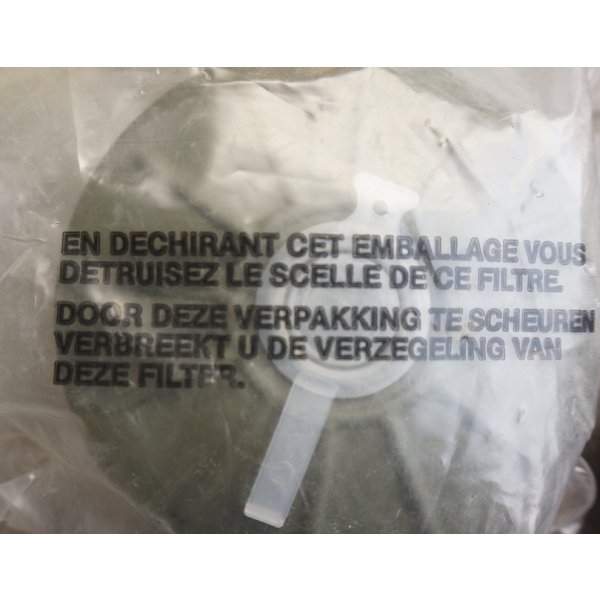 EN DECHIRANT CET EMBALLAGE VOUS
DETRUISEZ LE SCELLE DE CE FILTRE.
DOOR DEZE VERPAKKING TE SCHEUREN
VERBREEKT U DE VERZEGELING VAN
DEZE FILTER.